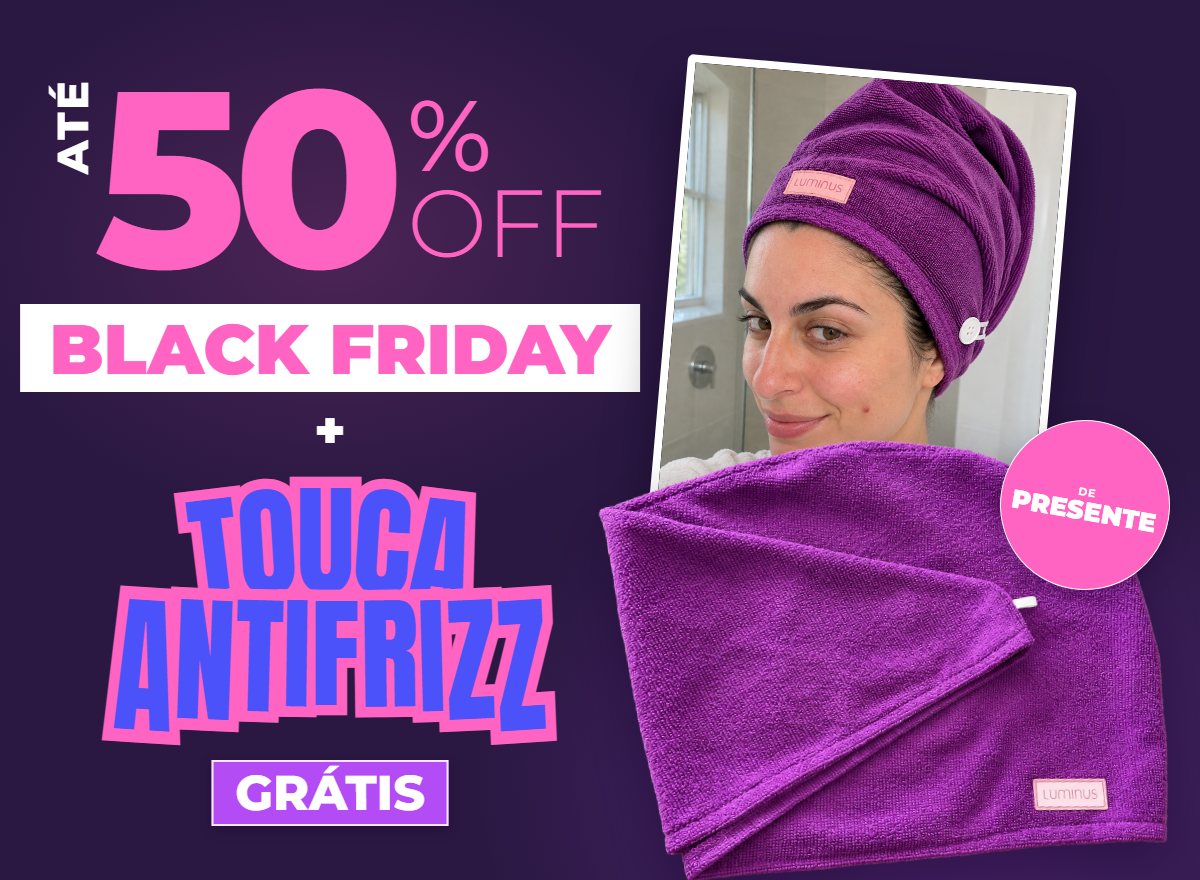 ATÉ
50%
OFF
BLACK FRIDAY
+
TOUCA
ANTIFRIZZ
GRÁTIS
LUMINUS
DE
PRESENTE
LUMINUS